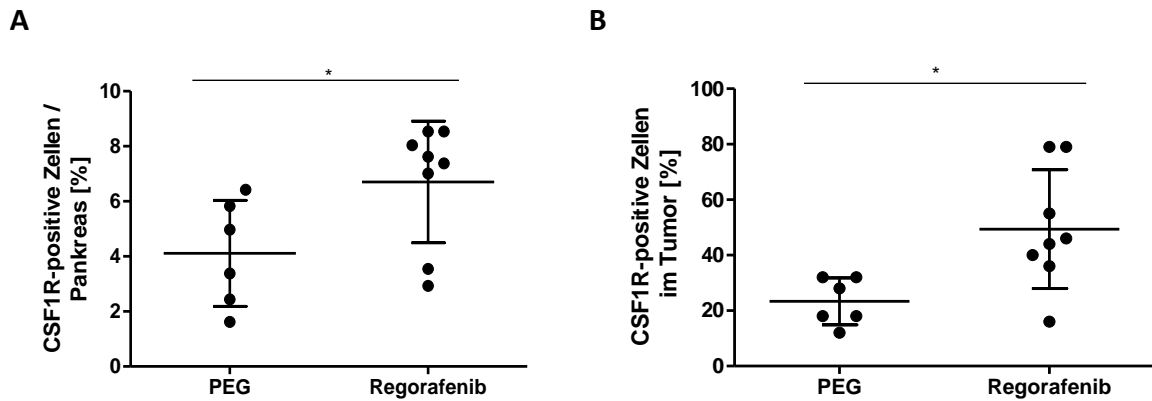 A
*
CSF1R-positive Zellen /
Pankreas [%]
10
8
6
4
2
0
PEG
Regorafenib
B
*
CSF1R-positive Zellen
im Tumor [%]
100
80
60
40
20
0
PEG
Regorafenib